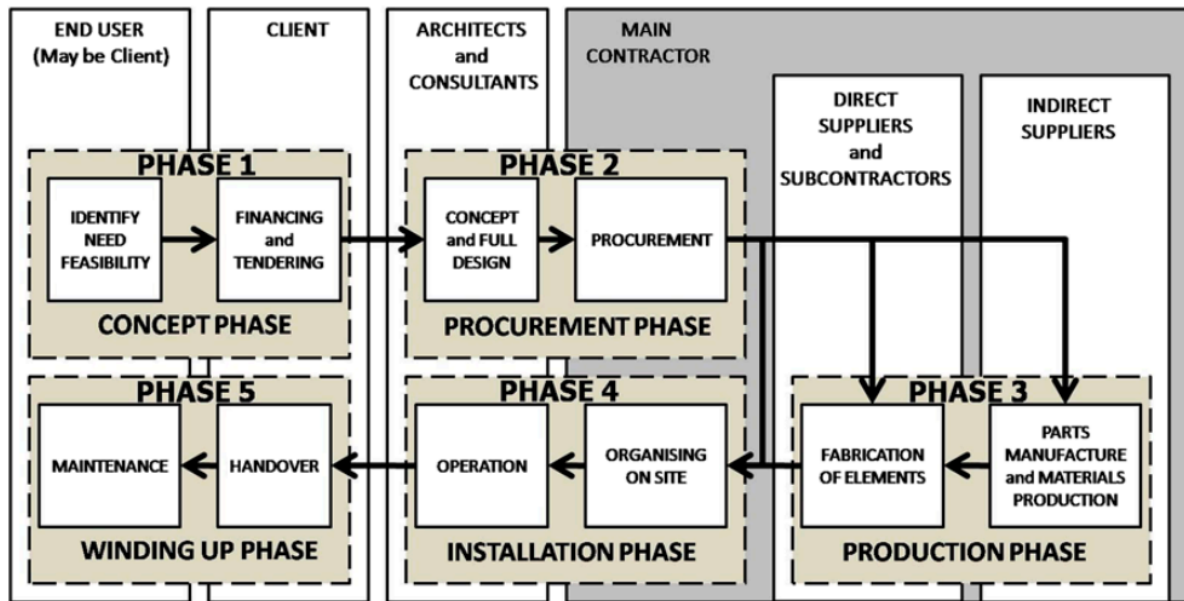 END USER
(May be Client)
CLIENT
ARCHITECTS
and
CONSULTANTS
MAIN
CONTRACTOR
DIRECT
SUPPLIERS
and
SUBCONTRACTORS
INDIRECT
SUPPLIERS
PHASE 1
IDENTIFY
NEED
FEASIBILITY
FINANCING
and
TENDERING
CONCEPT PHASE
PHASE 2
CONCEPT
and FULL
DESIGN
PROCUREMENT
PROCUREMENT PHASE
PHASE 3
PARTS
MANUFACTURE
and MATERIALS
PRODUCTION
FABRICATION
OF ELEMENTS
PRODUCTION PHASE
PHASE 4
ORGANISING
ON SITE
OPERATION
INSTALLATION PHASE
PHASE 5
HANDOVER
MAINTENANCE
WINDING UP PHASE